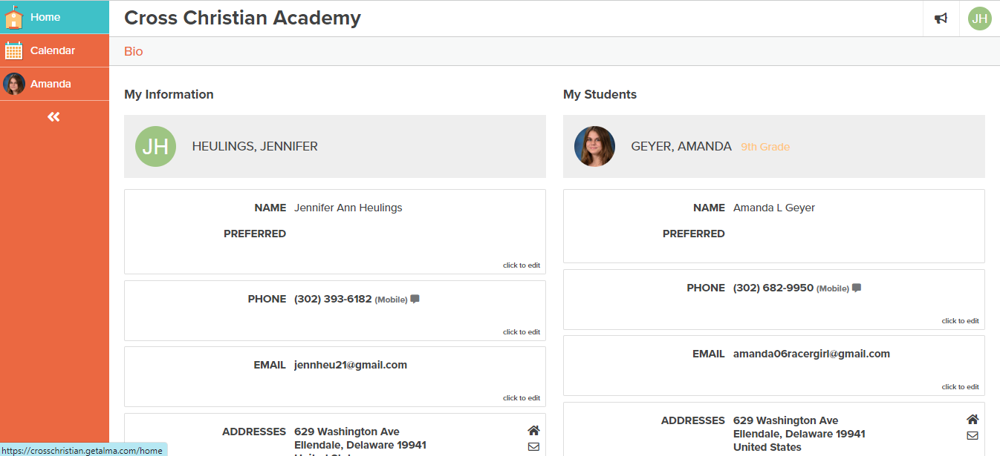 Home
Calendar
Amanda
Cross Christian Academy
JH
Bio
My Information
JH
HEULINGS, JENNIFER
NAME Jennifer Ann Heulings
PREFERRED
click to edit
PHONE (302) 393-6182 (Mobile)
click to edit
EMAIL jennheu21@gmail.com
click to edit
ADDRESSES 629 Washington Ave
Ellendale, Delaware 19941
My Students
GEYER, AMANDA 9th Grade
NAME Amanda L Geyer
PREFERRED
PHONE (302) 682-9950 (Mobile)
click to edit
EMAIL amanda06racergirl@gmail.com
click to edit
ADDRESSES 629 Washington Ave
Ellendale, Delaware 19941
United States
https://crosschristian.getalma.com/home